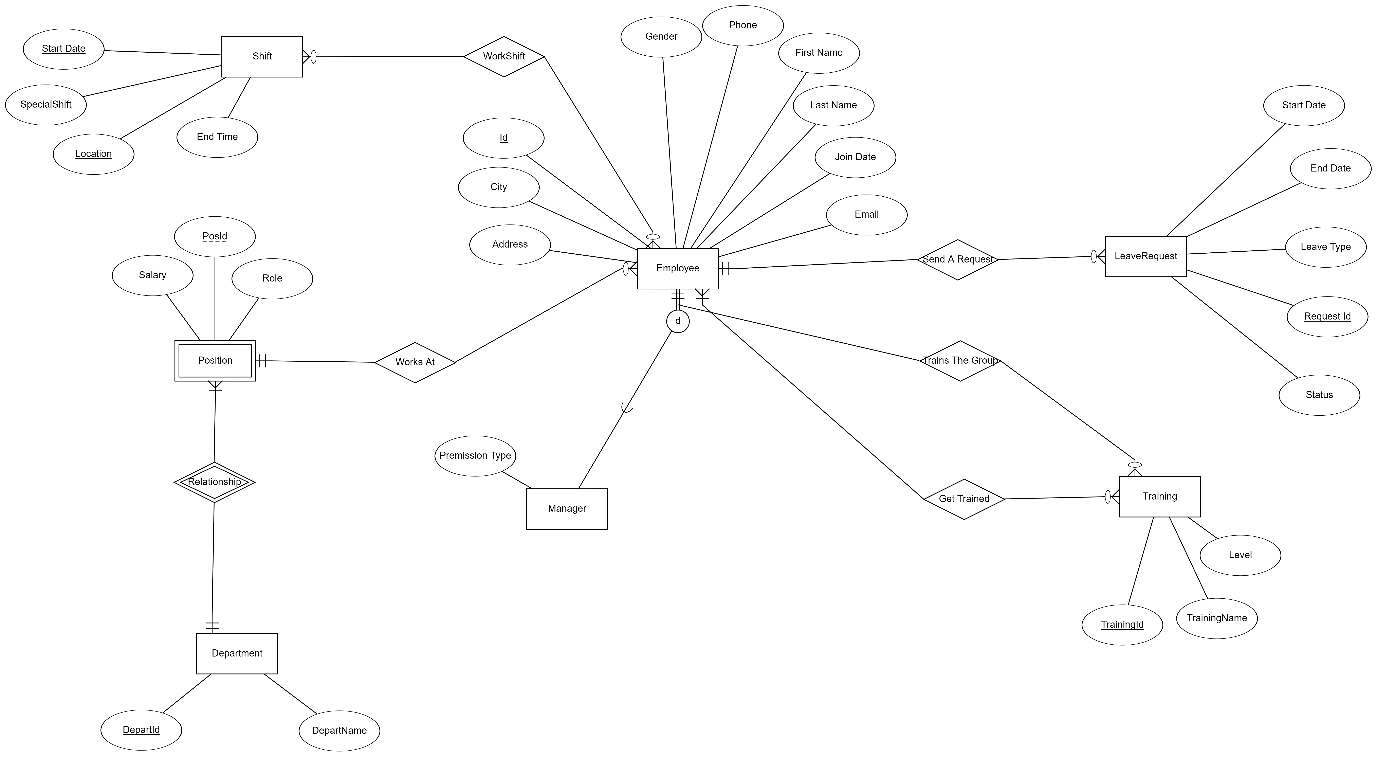 Phone
Gender
Start Date
Shift
WorkShift
First Name
SpecialShift
Last Name
Start Date
End Time
Id
Location
Join Date
End Date
City
Email
PosId
Address
Leave Type
Salary
Role
Employee
Send A Request
LeaveRequest
Request Id
d
Position
Works At
Trains The Group
Status
Premission Type
Relationship
Manager
Get Trained
Training
Level
TrainingId
TrainingName
Department
DepartId
DepartName